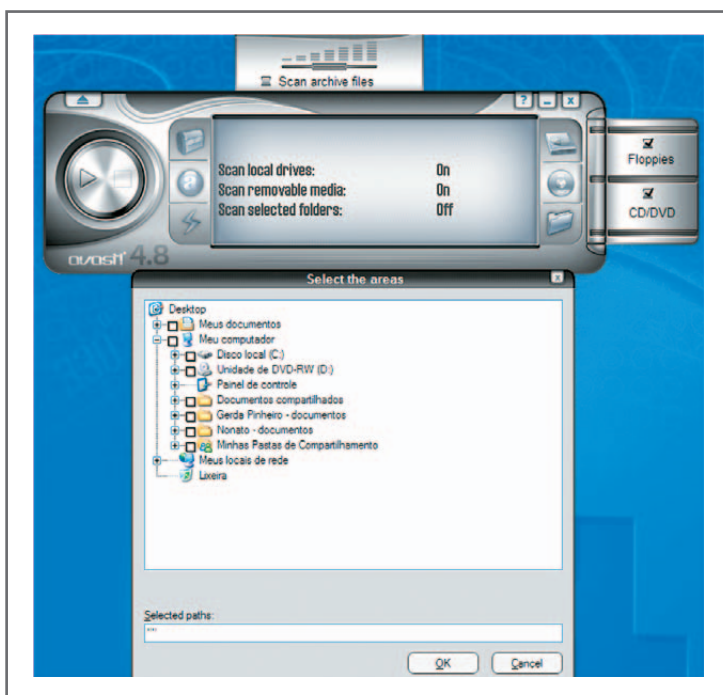 Scan archive files
? _ x
Scan local drives: On
Scan removable media: On
Scan selected folders: Off
Floppies
CD/DVD
avast! 4.8
Select the areas x
Desktop
Meus documentos
Meu computador
Disco local (C:)
Unidade de DVD-RW (D:)
Painel de controle
Documentos compartilhados
Gerda Pinheiro - documentos
Nonato - documentos
Minhas Pastas de Compartilhamento
Meus locais de rede
Lixeira
Selected paths:
OK Cancel